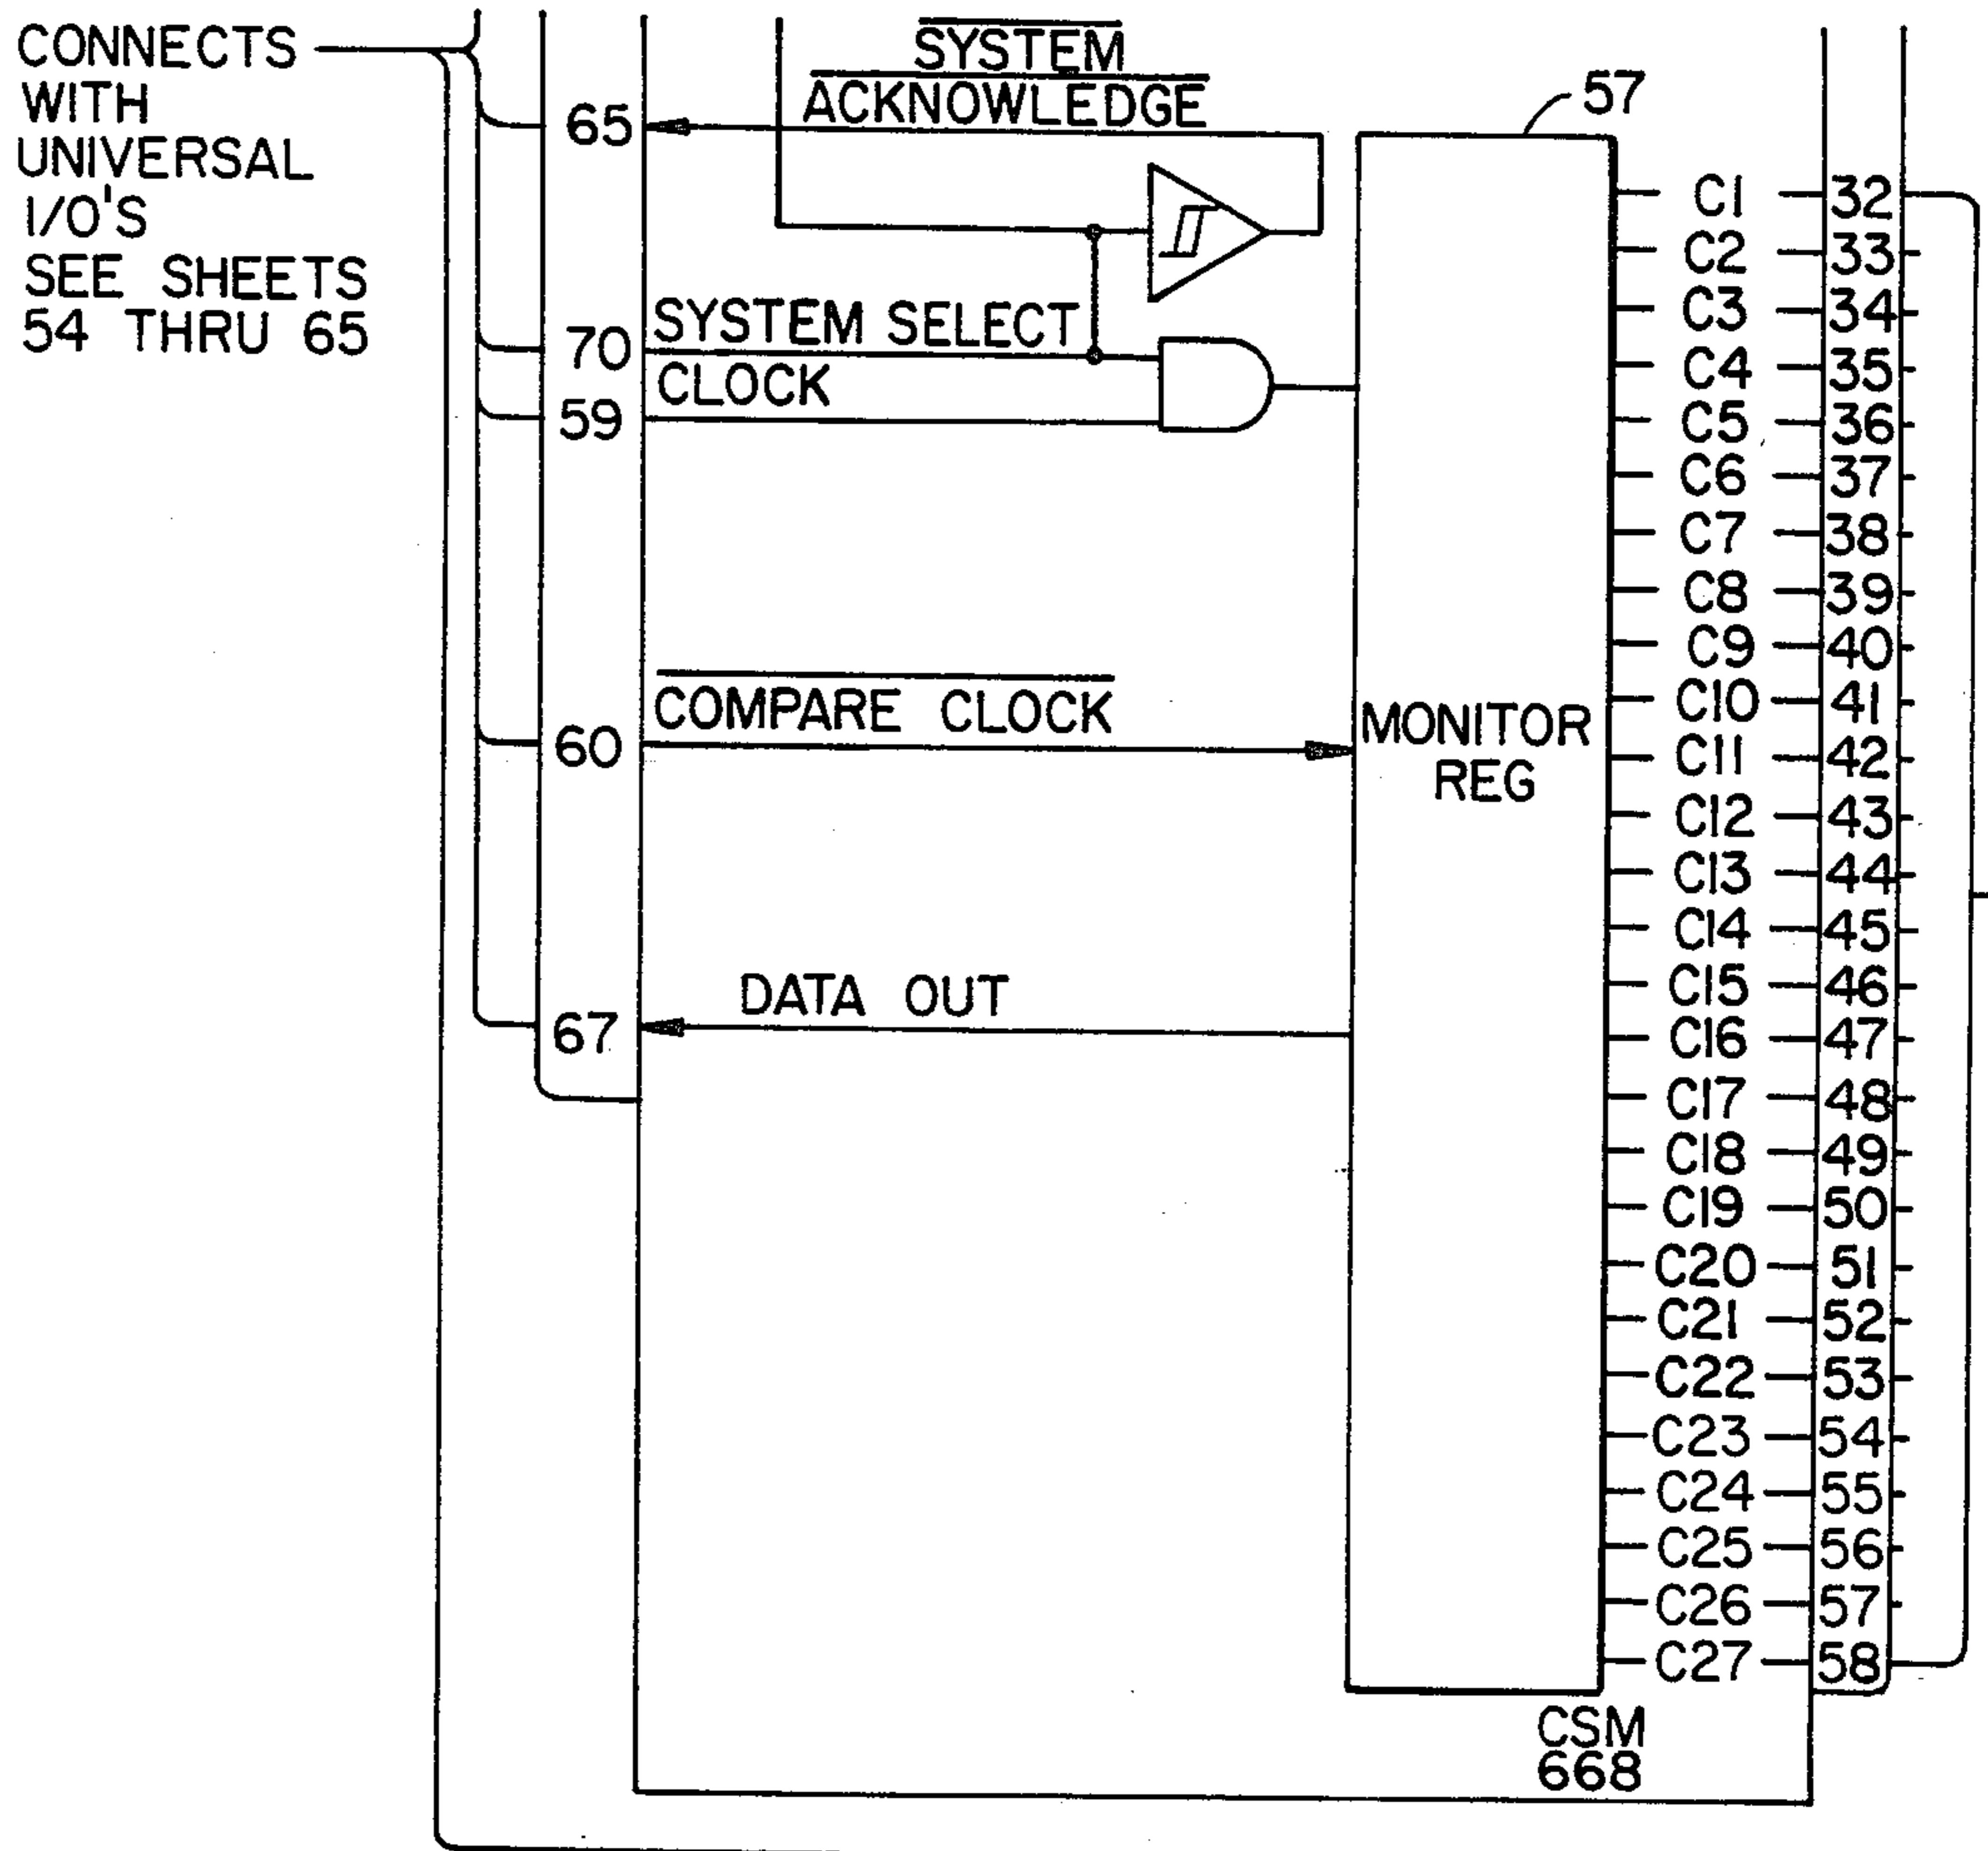 CONNECTS
WITH
UNIVERSAL
I/O'S
SEE SHEETS
54 THRU 65
SYSTEM
ACKNOWLEDGE
65
57
70
SYSTEM SELECT
59
CLOCK
60
COMPARE CLOCK
67
DATA OUT
MONITOR
REG
C1 32
C2 33
C3 34
C4 35
C5 36
C6 37
C7 38
C8 39
C9 40
C10 41
C11 42
C12 43
C13 44
C14 45
C15 46
C16 47
C17 48
C18 49
C19 50
C20 51
C21 52
C22 53
C23 54
C24 55
C25 56
C26 57
C27 58
CSM
668